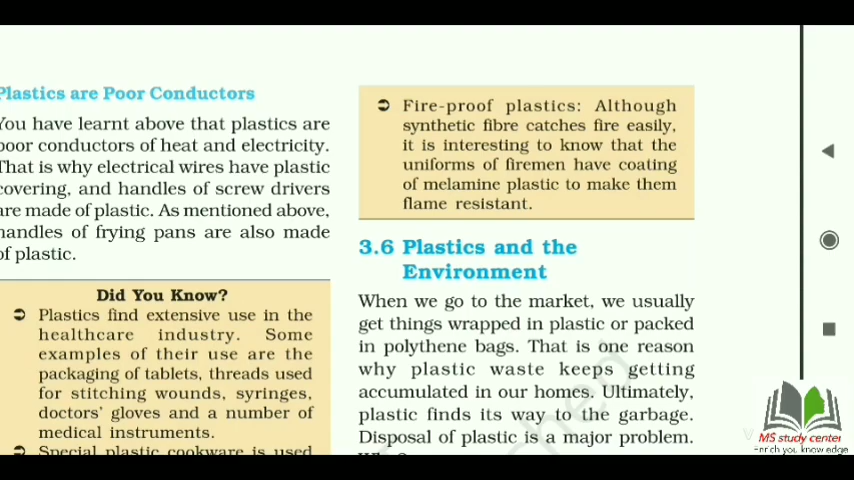 Plastics are Poor Conductors
You have learnt above that plastics are
poor conductors of heat and electricity.
That is why electrical wires have plastic
covering, and handles of screw drivers
are made of plastic. As mentioned above,
handles of frying pans are also made
of plastic.
Did You Know?
➲ Plastics find extensive use in the
healthcare industry. Some
examples of their use are the
packaging of tablets, threads used
for stitching wounds, syringes,
doctors' gloves and a number of
medical instruments.
➲ Special plastic cookware is used
➲ Fire-proof plastics: Although
synthetic fibre catches fire easily,
it is interesting to know that the
uniforms of firemen have coating
of melamine plastic to make them
flame resistant.
3.6 Plastics and the
Environment
When we go to the market, we usually
get things wrapped in plastic or packed
in polythene bags. That is one reason
why plastic waste keeps getting
accumulated in our homes. Ultimately,
plastic finds its way to the garbage.
Disposal of plastic is a major problem.
MS study center
Enrich you knowledge